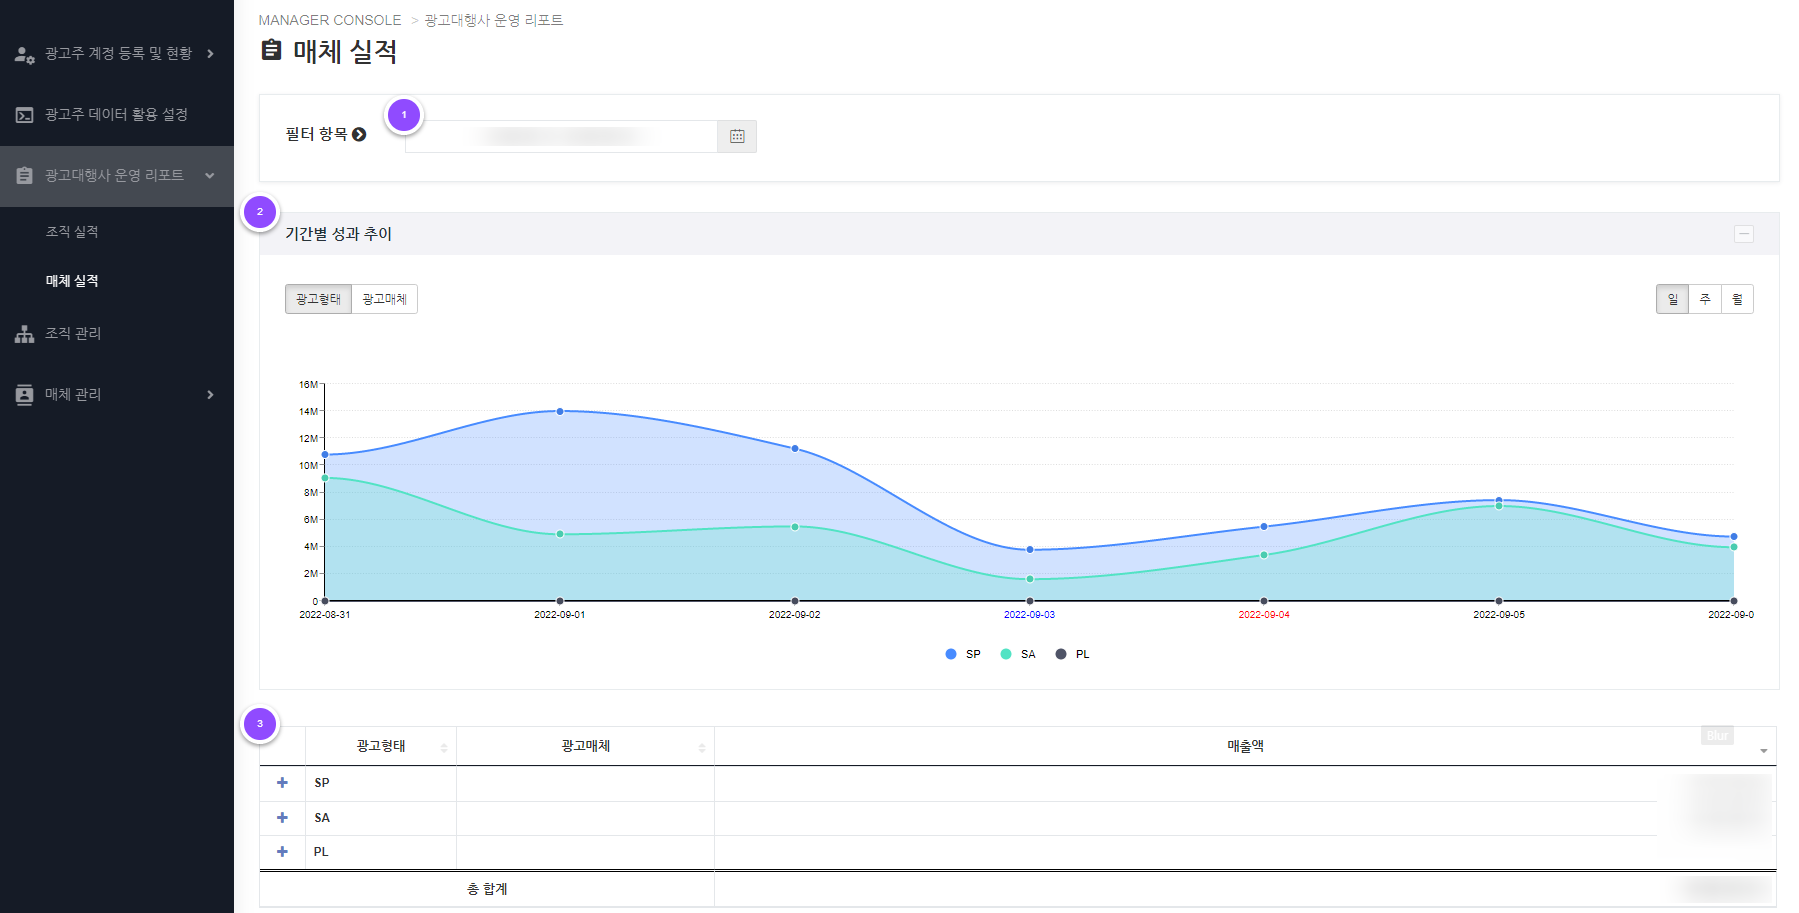 MANAGER CONSOLE > 광고대행사 운영 리포트
매체 실적
광고주 계정 등록 및 현황
광고주 데이터 활용 설정
광고대행사 운영 리포트
조직 실적
매체 실적
조직 관리
매체 관리
1
필터 항목
2
기간별 성과 추이
광고형태 광고매체
일 주 월
16M
14M
12M
10M
8M
6M
4M
2M
0
2022-08-31 2022-09-01 2022-09-02 2022-09-03 2022-09-04 2022-09-05 2022-09-0
SP SA PL
3
광고형태 광고매체 매출액 Blur
SP
SA
PL
총 합계